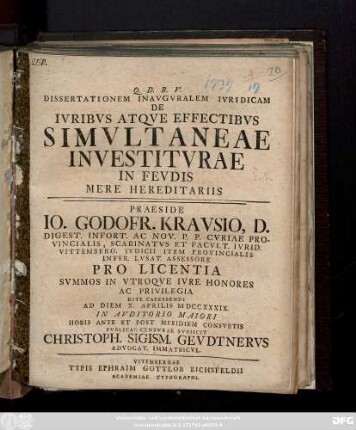 Q. D. B. V.
DISSERTATIONEM INAVGVRALEM IVRIDICAM
DE
IVRIBVS ATQVE EFFECTIBVS
SIMVLTANEAE
INVESTITVRAE
IN FEVDIS
MERE HEREDITARIIS
PRAESIDE
IO. GODOFR. KRAVSIO, D.
DIGEST. INFORT. AC NOV. P. P. CVRIAE PRO-
VINCIALIS, SCABINATVS ET FACVLT. IVRID.
VITTEMBERG. IVDICII ITEM PROVINCIALIS
INFER. LVSAT. ASSESSORE
PRO LICENTIA
SVMMOS IN VTROQVE IVRE HONORES
AC PRIVILEGIA
RITE CAPESSENDI
AD DIEM X. APRILIS MDCCXXXIX.
IN AVDITORIO MAIORI
HORIS ANTE ET POST MERIDIEM CONSVETIS
PVBLICAE CENSVRAE SVBIICIT
CHRISTOPH. SIGISM. GEVDTNERVS
ADVOCAT. IMMATRICVL.
VITEMBERGAE
TYPIS EPHRAIM GOTTLOB EICHSFELDII
ACADEMIAE TYPOGRAPHI.